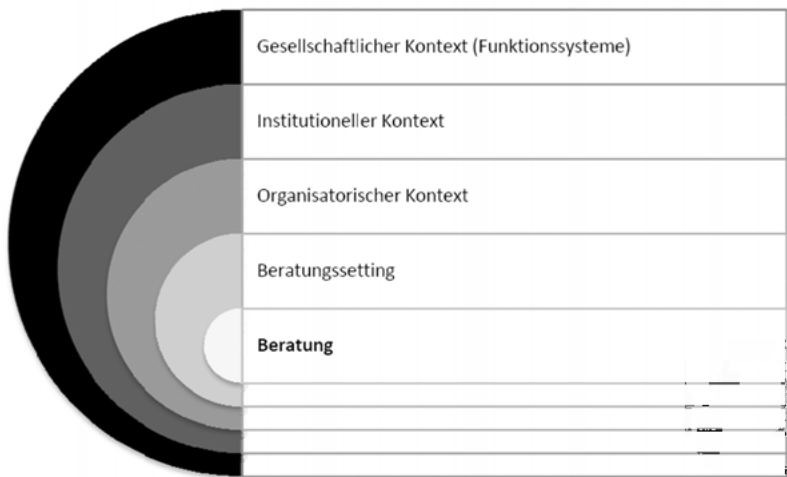 Gesellschaftlicher Kontext (Funktionssysteme)
Institutioneller Kontext
Organisatorischer Kontext
Beratungssetting
Beratung